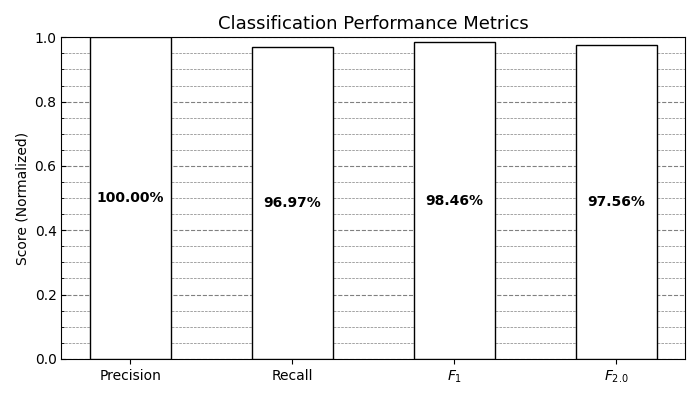 Classification Performance Metrics
Score (Normalized)
1.0
0.8
0.6
0.4
0.2
0.0
100.00%
96.97%
98.46%
97.56%
Precision
Recall
F₁
F₂.₀